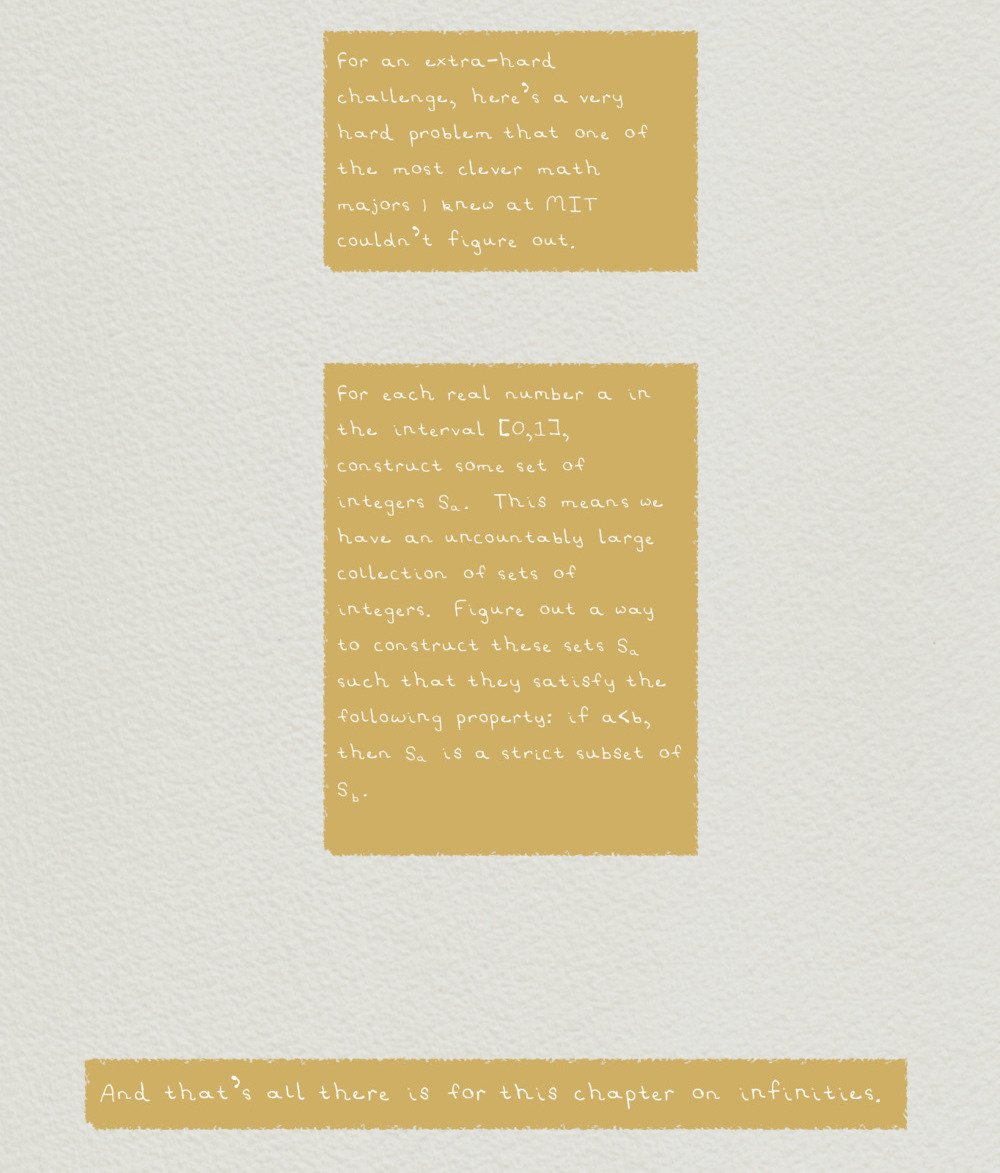 For an extra-hard
challenge, here's a very
hard problem that one of
the most clever math
majors I knew at MIT
couldn't figure out.
For each real number a in
the interval [0,1],
construct some set of
integers Sₐ. This means we
have an uncountably large
collection of sets of
integers. Figure out a way
to construct these sets Sₐ
such that they satisfy the
following property: if a<b,
then Sₐ is a strict subset of
S_b.
And that's all there is for this chapter on infinities.